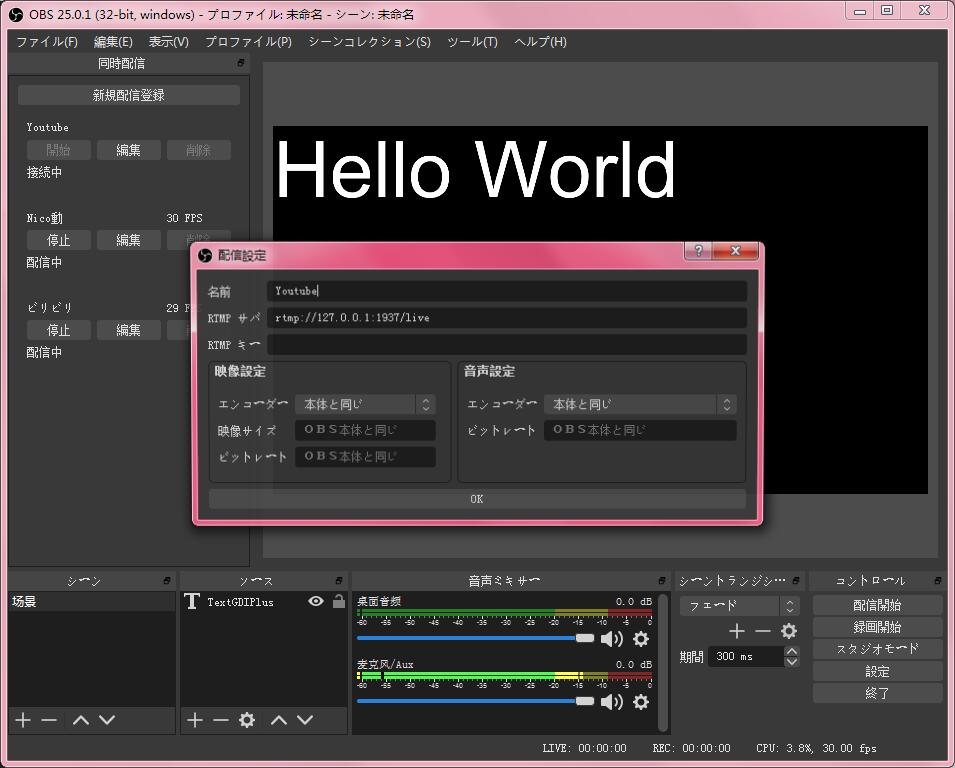 OBS 25.0.1 (32-bit, windows) - プロファイル: 未命名 - シーン: 未命名
ファイル(F) 編集(E) 表示(V) プロファイル(P) シーンコレクション(S) ツール(T) ヘルプ(H)
同時配信
新規配信登録
Youtube
開始 編集 削除
接続中
Nico動 30 FPS
停止 編集 削除
配信中
ビリビリ 29
停止 編集
配信中
Hello World
配信設定
名前 Youtube
RTMP サバ rtmp://127.0.0.1:1937/live
RTMP キー
映像設定
エンコーダー 本体と同じ
映像サイズ OBS本体と同じ
ビットレート OBS本体と同じ
音声設定
エンコーダー 本体と同じ
ビットレート OBS本体と同じ
OK
シーン
场景
ソース
TextGDIPlus
音声ミキサー
桌面音频 0.0 dB
-60 -55 -50 -45 -40 -35 -30 -25 -20 -15 -10 -5 0
麦克风/Aux 0.0 dB
-60 -55 -50 -45 -40 -35 -30 -25 -20 -15 -10 -5 0
シーントランジシ…
フェード
期間 300 ms
コントロール
配信開始
録画開始
スタジオモード
設定
終了
LIVE: 00:00:00 REC: 00:00:00 CPU: 3.8%, 30.00 fps